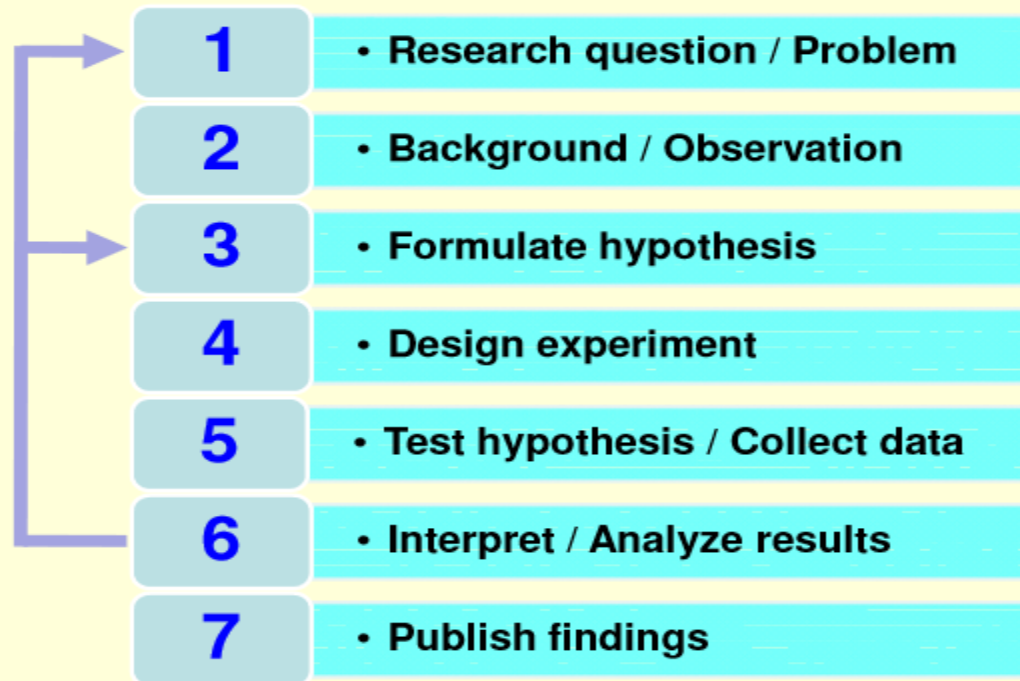 1 • Research question / Problem
2 • Background / Observation
3 • Formulate hypothesis
4 • Design experiment
5 • Test hypothesis / Collect data
6 • Interpret / Analyze results
7 • Publish findings